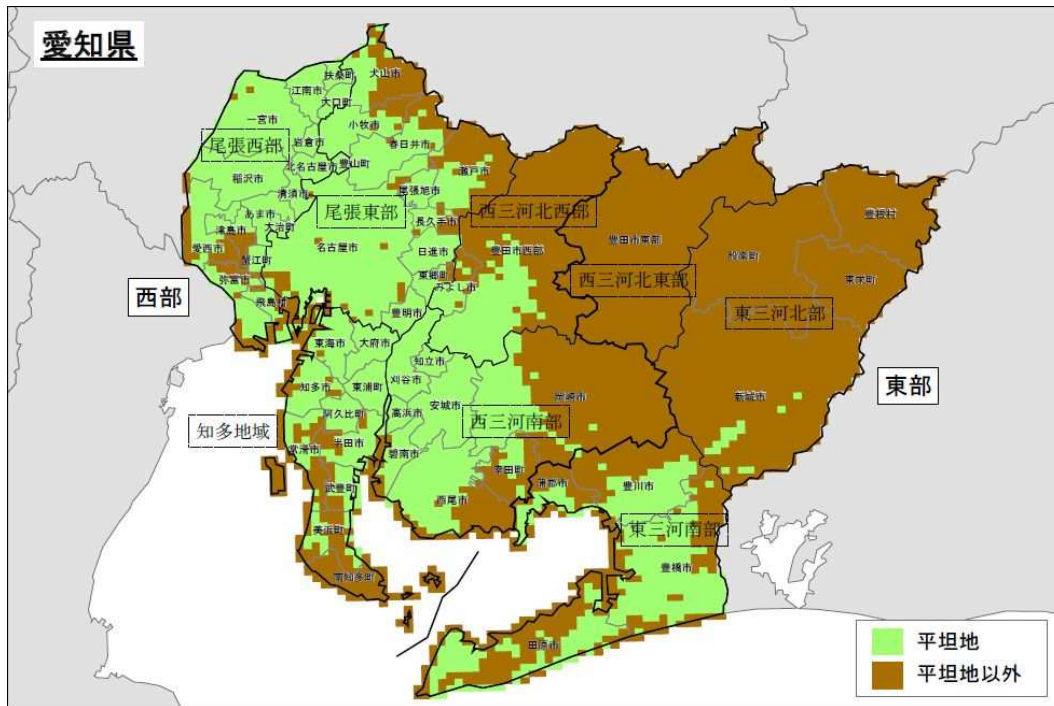 愛知県
犬山市
扶桑町
江南市
大口町
一宮市
小牧市
岩倉市
春日井市
尾張西部
豊山町
北名古屋市
瀬戸市
稲沢市
清須市
尾張旭市
豊根村
あま市
尾張東部
長久手市
西三河北西部
津島市
大治町
豊田市東部
設楽町
愛西市
名古屋市
日進市
豊田市西部
蟹江町
東郷町
東栄町
弥富市
みよし市
西三河北東部
西部
飛島村
豊明市
東三河北部
東海市
大府市
知立市
知多市
東浦町
刈谷市
東部
岡崎市
新城市
阿久比町
高浜市
安城市
知多地域
半田市
西三河南部
常滑市
碧南市
幸田町
武豊町
蒲郡市
豊川市
西尾市
美浜町
東三河南部
豊橋市
南知多町
田原市
平坦地
平坦地以外